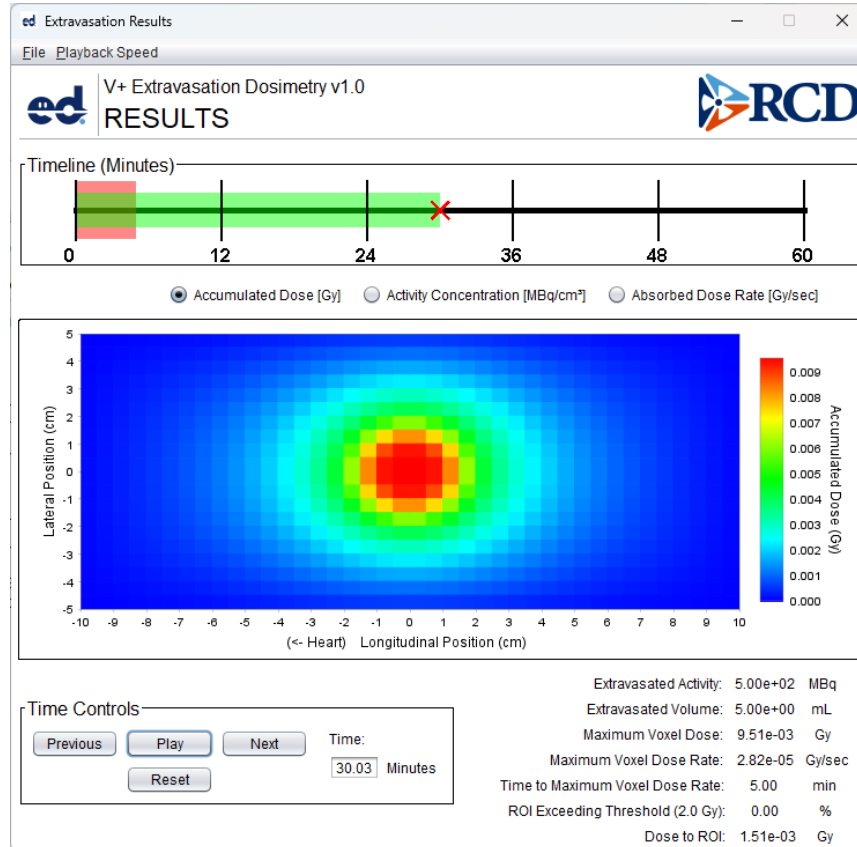 ed Extravasation Results
File Playback Speed
ed. V+ Extravasation Dosimetry v1.0
RESULTS
RCD
Timeline (Minutes)
0 12 24 36 48 60
Accumulated Dose [Gy] Activity Concentration [MBq/cm³] Absorbed Dose Rate [Gy/sec]
Lateral Position (cm)
5
4
3
2
1
0
-1
-2
-3
-4
-5
-10 -9 -8 -7 -6 -5 -4 -3 -2 -1 0 1 2 3 4 5 6 7 8 9 10
(<- Heart) Longitudinal Position (cm)
0.009
0.008
0.007
0.006
0.005
0.004
0.003
0.002
0.001
0.000
Accumulated Dose (Gy)
Time Controls
Previous Play Next
Reset
Time:
30.03 Minutes
Extravasated Activity: 5.00e+02 MBq
Extravasated Volume: 5.00e+00 mL
Maximum Voxel Dose: 9.51e-03 Gy
Maximum Voxel Dose Rate: 2.82e-05 Gy/sec
Time to Maximum Voxel Dose Rate: 5.00 min
ROI Exceeding Threshold (2.0 Gy): 0.00 %
Dose to ROI: 1.51e-03 Gy